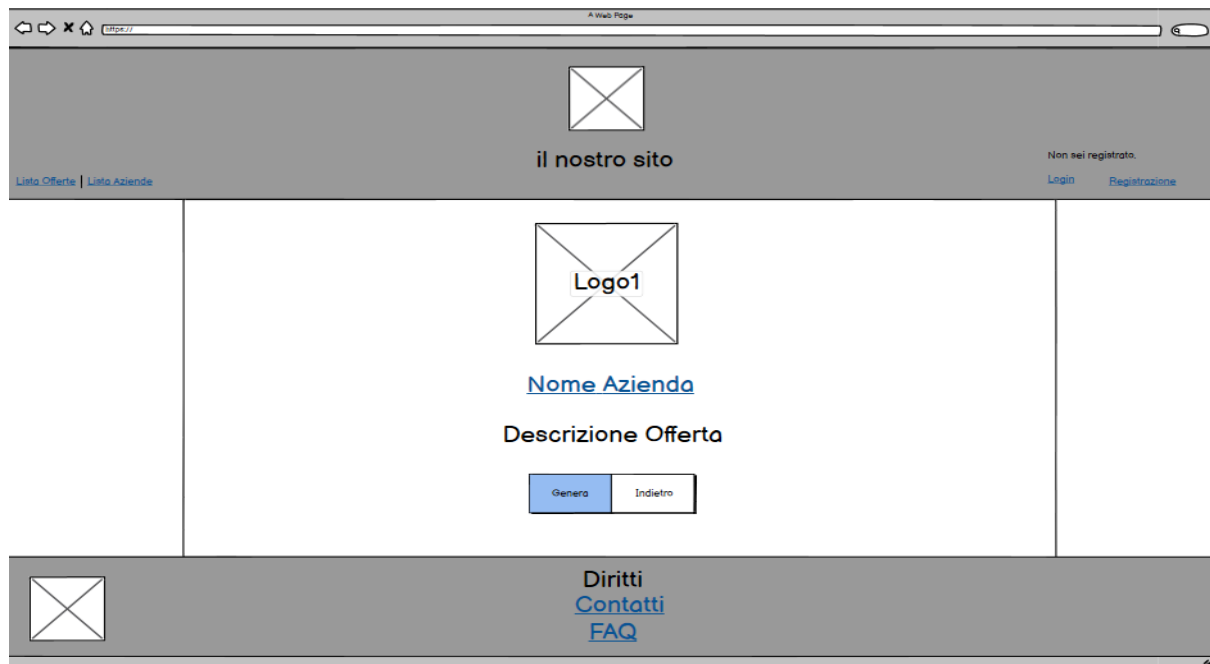 A Web Page
https://
il nostro sito
Non sei registrato.
Lista Offerte | Lista Aziende
Login Registrazione
Logo1
Nome Azienda
Descrizione Offerta
Genera Indietro
Diritti
Contatti
FAQ